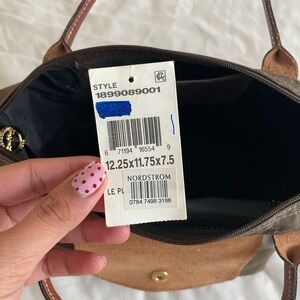 STYLE
1899089001
6 71194 16554 9
12.25x11.75x7.5
LE PL
NORDSTROM
0784 7498 3166